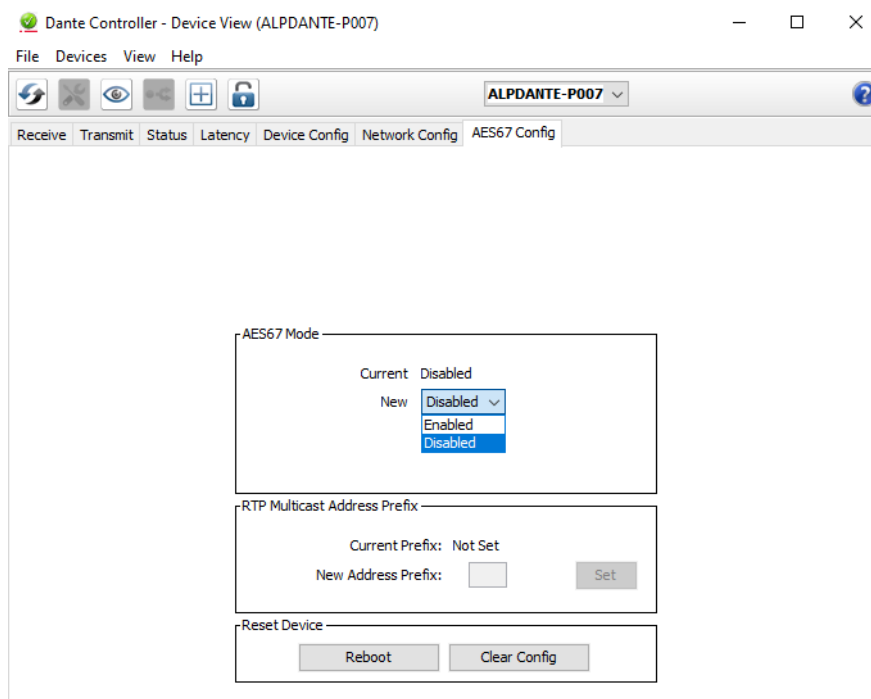 Dante Controller - Device View (ALPDANTE-P007)
File Devices View Help
ALPDANTE-P007
?
Receive Transmit Status Latency Device Config Network Config AES67 Config
AES67 Mode
Current Disabled
New Disabled
Enabled
Disabled
RTP Multicast Address Prefix
Current Prefix: Not Set
New Address Prefix: Set
Reset Device
Reboot Clear Config